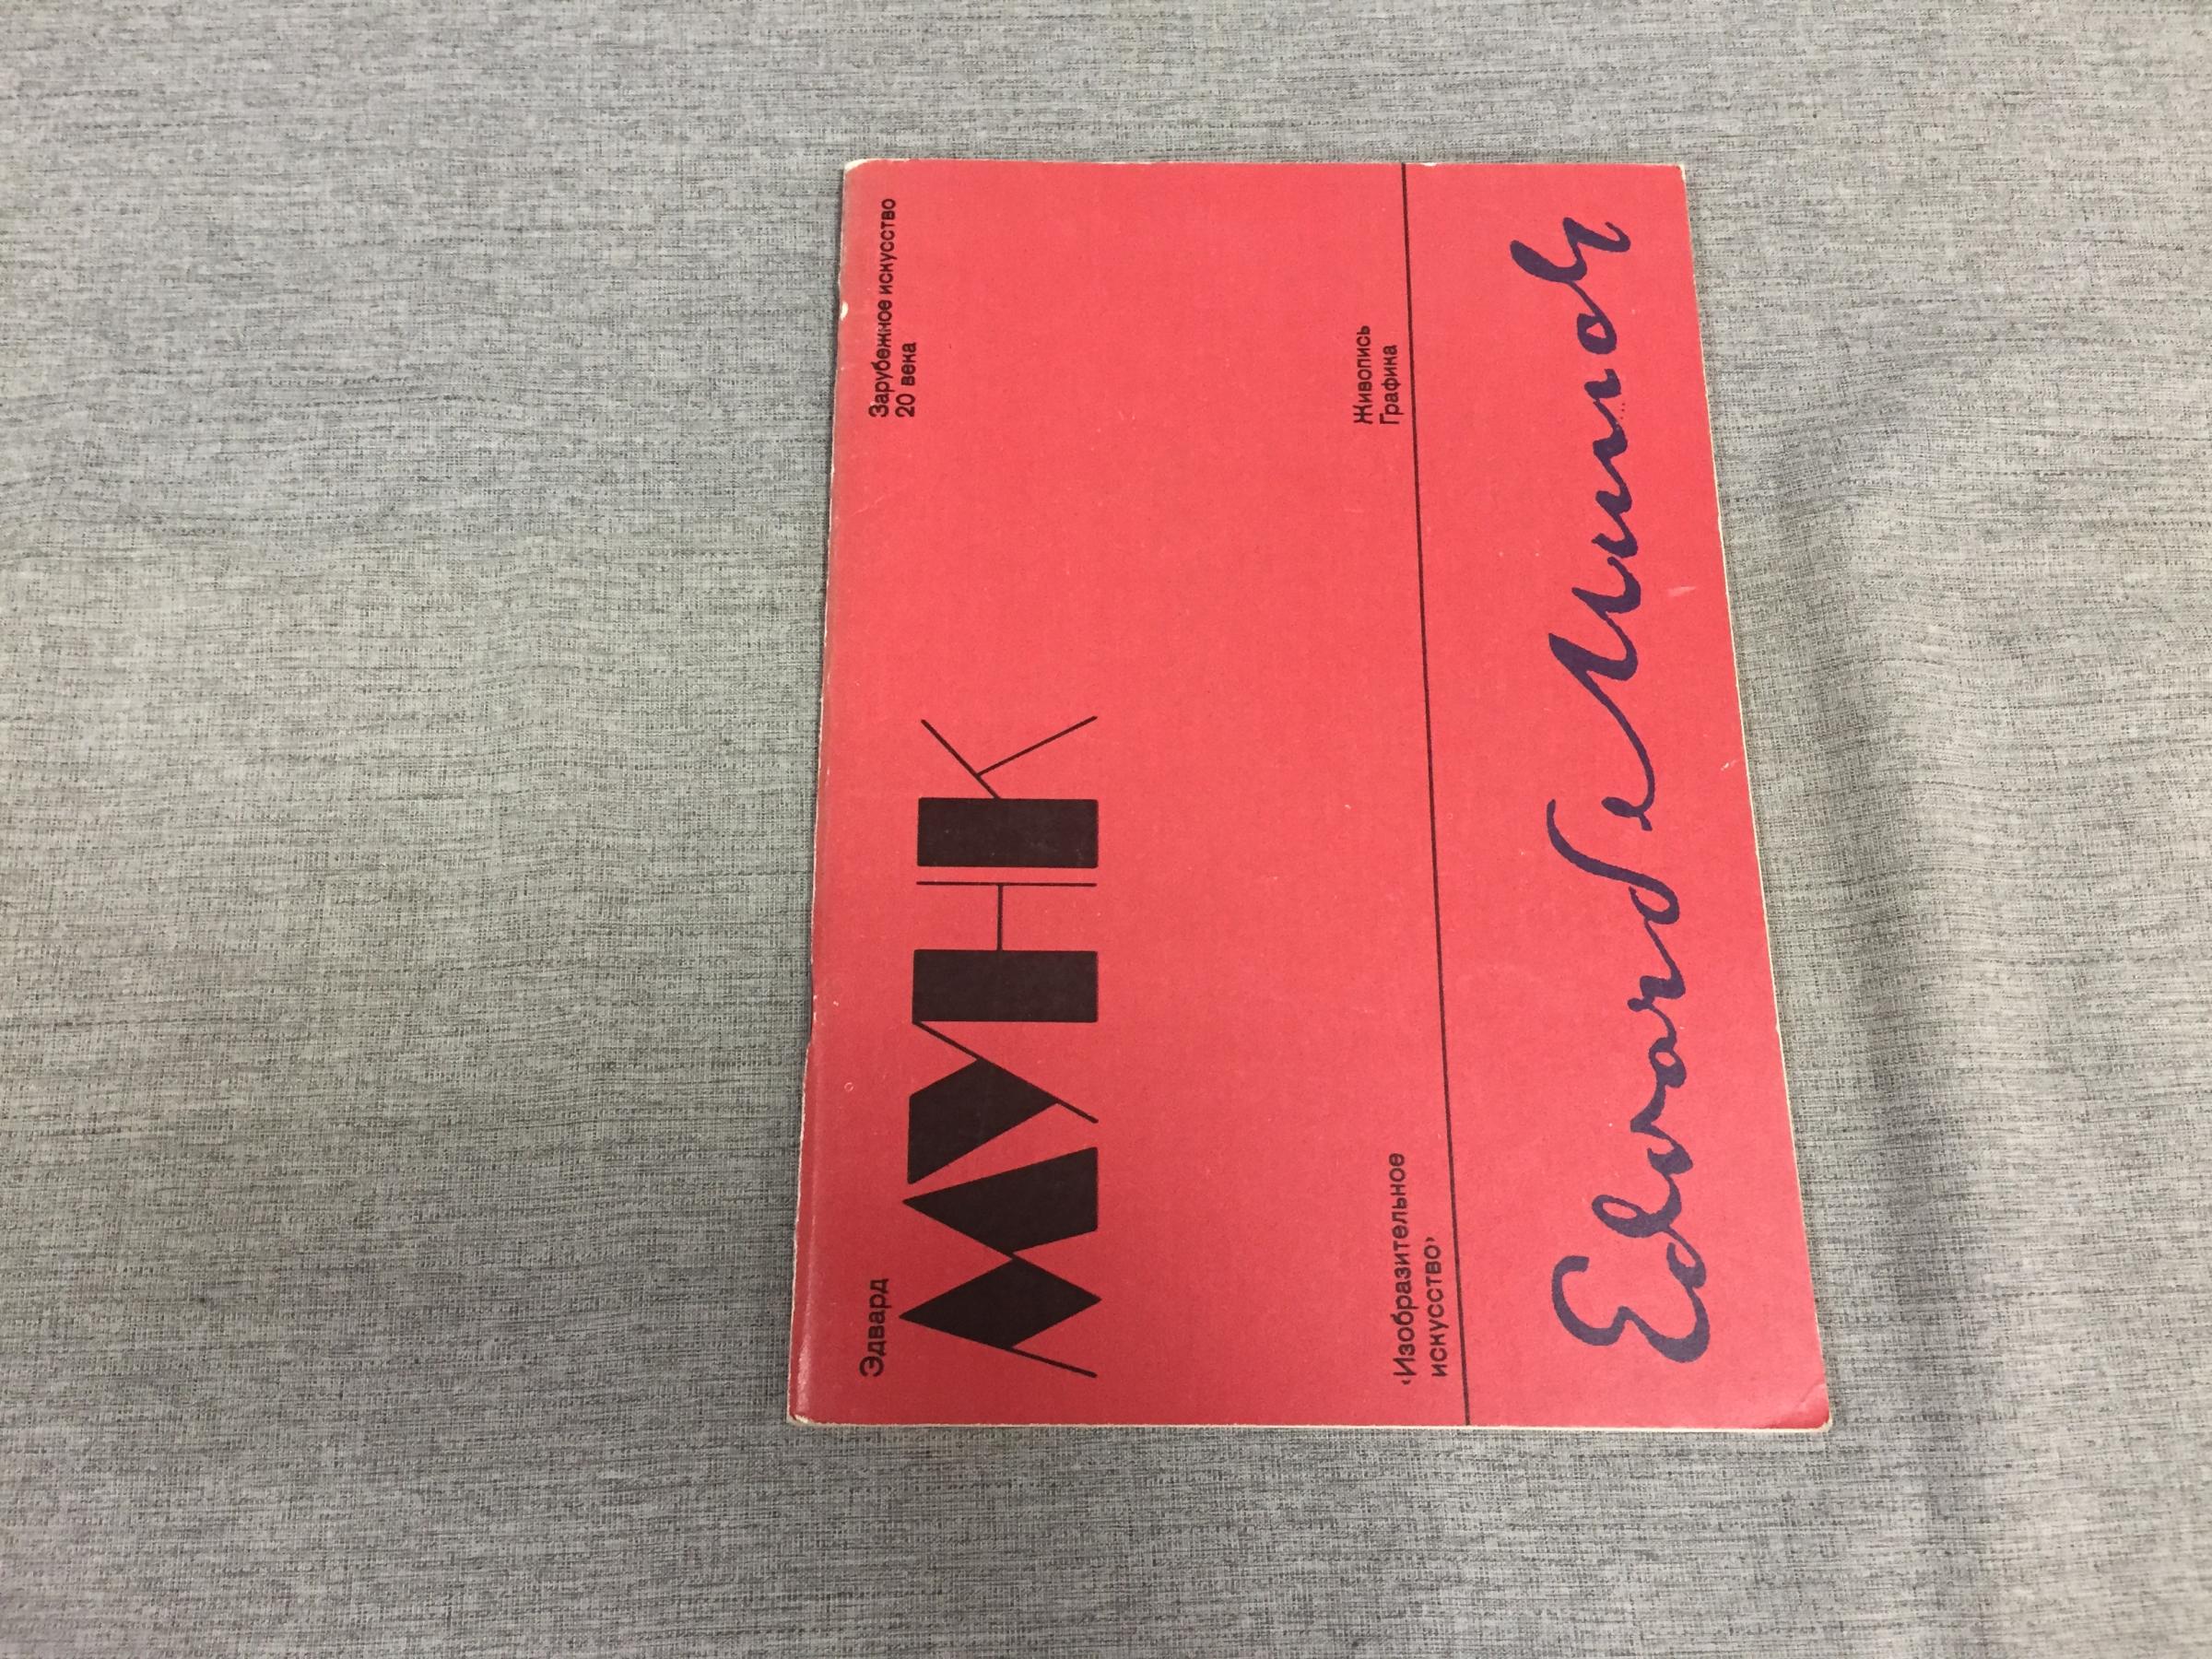 Эдвард
Зарубежное искусство
20 века
МУНК
Живопись
Графика
‹Изобразительное
искусство›
Edvard Munch